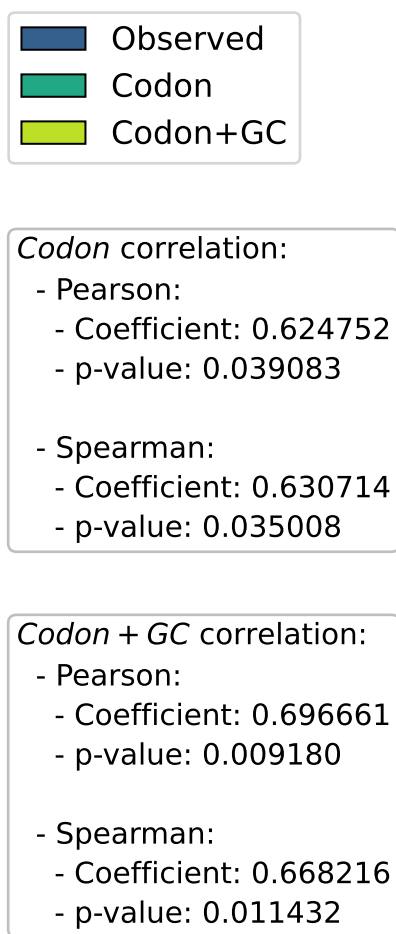 Observed
Codon
Codon+GC
Codon correlation:
- Pearson:
- Coefficient: 0.624752
- p-value: 0.039083
- Spearman:
- Coefficient: 0.630714
- p-value: 0.035008
Codon + GC correlation:
- Pearson:
- Coefficient: 0.696661
- p-value: 0.009180
- Spearman:
- Coefficient: 0.668216
- p-value: 0.011432